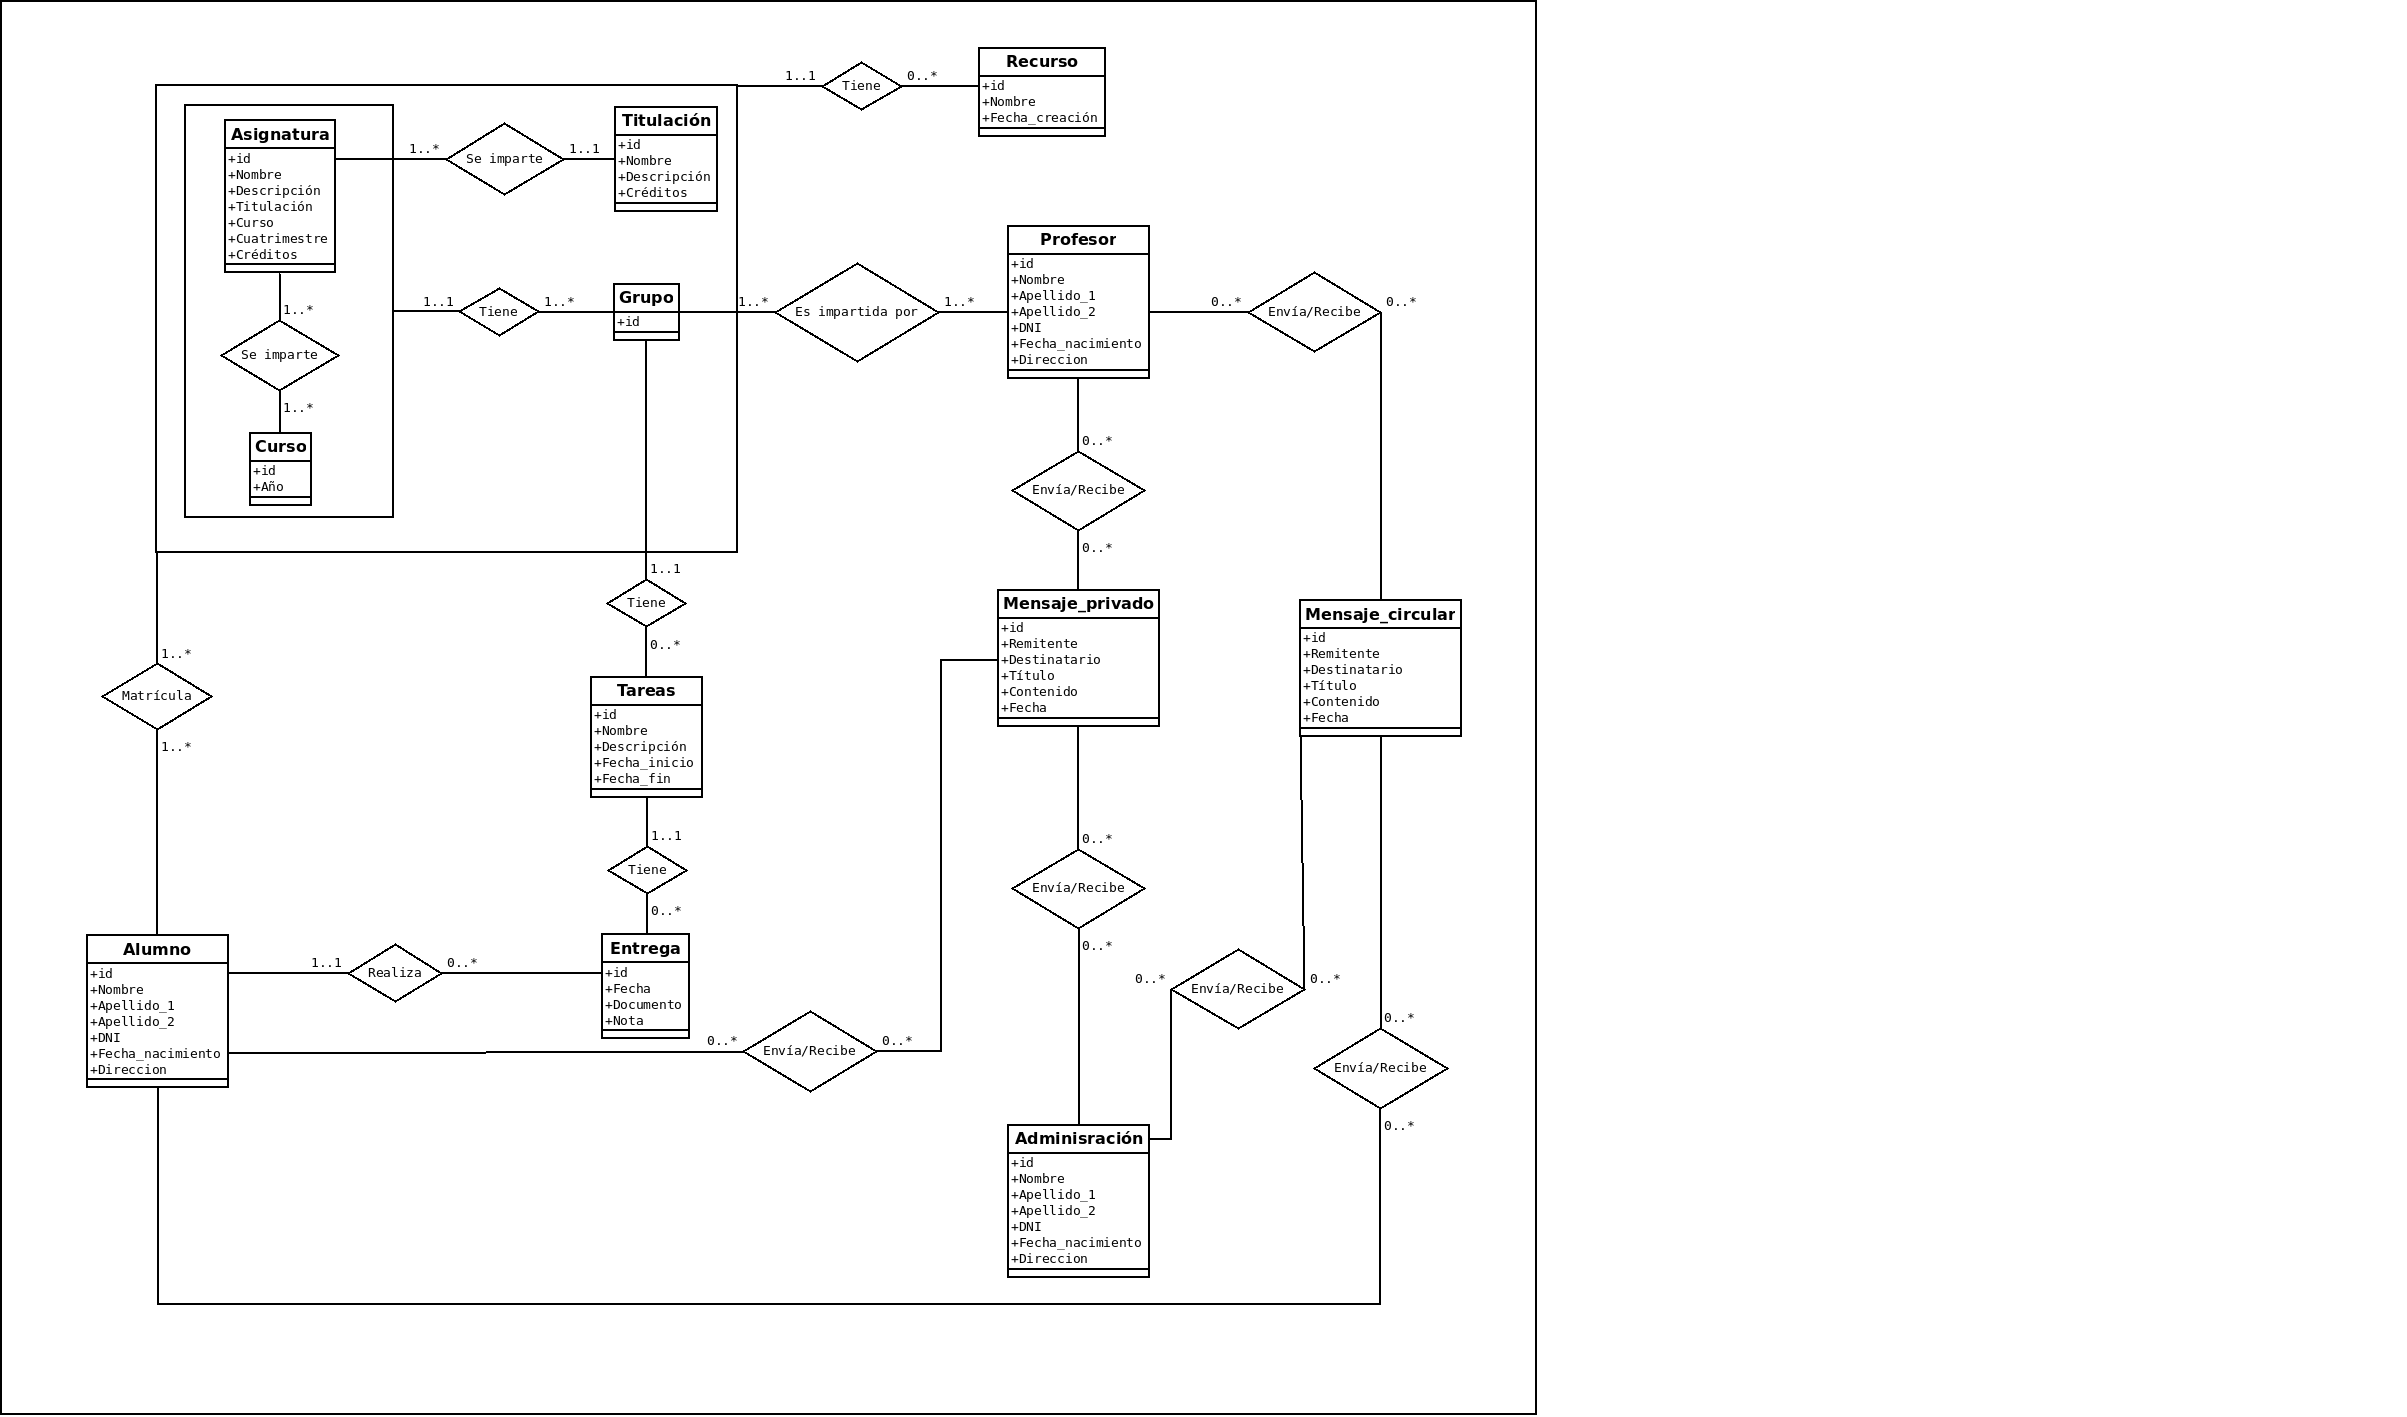 Recurso
+id
+Nombre
+Fecha_creación
1..1
Tiene
0..*
Asignatura
+id
+Nombre
+Descripción
+Titulación
+Curso
+Cuatrimestre
+Créditos
1..*
Se imparte
1..1
Titulación
+id
+Nombre
+Descripción
+Créditos
1..*
Se imparte
1..*
Curso
+id
+Año
1..1
Tiene
1..*
Grupo
+id
1..*
Es impartida por
1..*
Profesor
+id
+Nombre
+Apellido_1
+Apellido_2
+DNI
+Fecha_nacimiento
+Direccion
0..*
Envía/Recibe
0..*
0..*
Envía/Recibe
0..*
Mensaje_privado
+id
+Remitente
+Destinatario
+Título
+Contenido
+Fecha
Mensaje_circular
+id
+Remitente
+Destinatario
+Título
+Contenido
+Fecha
1..1
Tiene
0..*
Tareas
+id
+Nombre
+Descripción
+Fecha_inicio
+Fecha_fin
1..*
Matrícula
1..*
1..1
Tiene
0..*
Alumno
+id
+Nombre
+Apellido_1
+Apellido_2
+DNI
+Fecha_nacimiento
+Direccion
1..1
Realiza
0..*
Entrega
+id
+Fecha
+Documento
+Nota
0..*
Envía/Recibe
0..*
0..*
Envía/Recibe
0..*
0..*
Envía/Recibe
0..*
0..*
Envía/Recibe
0..*
Adminisración
+id
+Nombre
+Apellido_1
+Apellido_2
+DNI
+Fecha_nacimiento
+Direccion